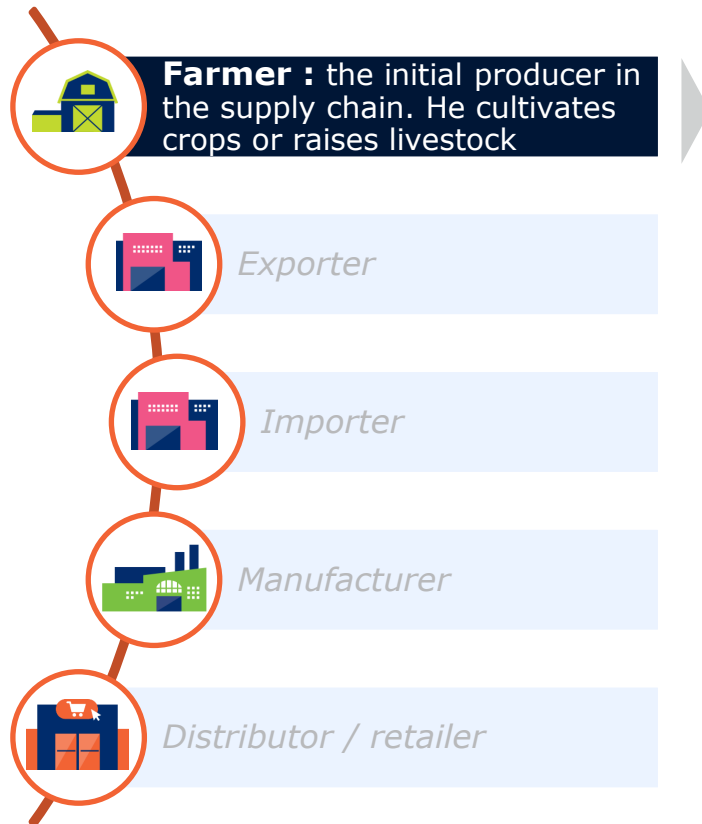 Farmer : the initial producer in
the supply chain. He cultivates
crops or raises livestock
Exporter
Importer
Manufacturer
Distributor / retailer